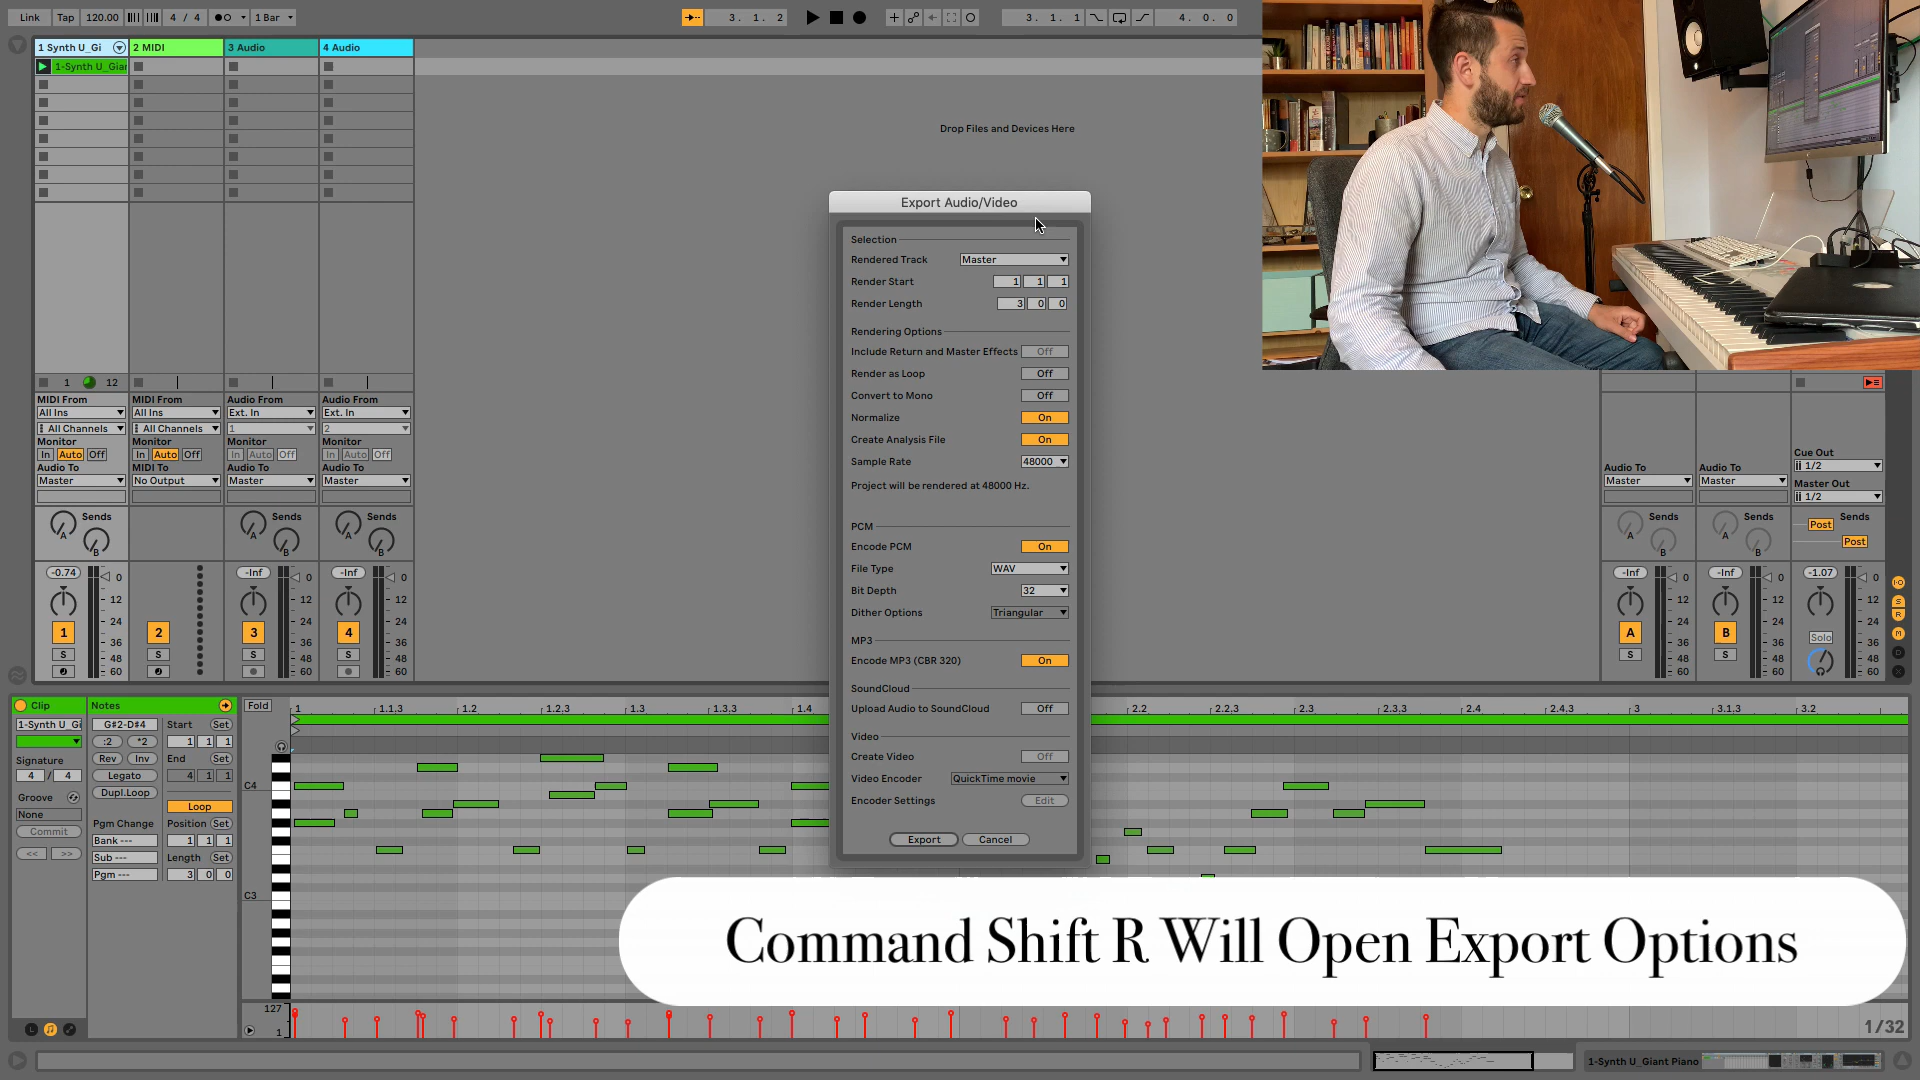 Link Tap 120.00 4 / 4 1 Bar 3. 1. 2 3. 1. 1 4. 0. 0
1 Synth U_Gi 2 MIDI 3 Audio 4 Audio
1-Synth U_Giar
Drop Files and Devices Here
Export Audio/Video
Selection
Rendered Track Master
Render Start 1 1 1
Render Length 3 0 0
Rendering Options
Include Return and Master Effects Off
Render as Loop Off
Convert to Mono Off
Normalize On
Create Analysis File On
Sample Rate 48000
Project will be rendered at 48000 Hz.
PCM
Encode PCM On
File Type WAV
Bit Depth 32
Dither Options Triangular
MP3
Encode MP3 (CBR 320) On
SoundCloud
Upload Audio to SoundCloud Off
Video
Create Video Off
Video Encoder QuickTime movie
Encoder Settings Edit
Export Cancel
1 12
MIDI From MIDI From Audio From Audio From
All Ins All Ins Ext. In Ext. In
All Channels All Channels 1 2
Monitor Monitor Monitor Monitor
In Auto Off In Auto Off In Auto Off In Auto Off
Audio To MIDI To Audio To Audio To
Master No Output Master Master
Sends Sends Sends
A B A B A B
-0.74 -Inf -Inf
0 0 0
12 12 12
24 24 24
1 2 3 4
36 36 36
S S S S
48 48 48
60 60 60
Cue Out
1/2
Audio To Audio To Master Out
Master Master 1/2
Sends Sends Sends
A B A B Post Post
-Inf -Inf -1.07
0 0 0
12 12 12
24 24 24
A B Solo
36 36 36
S S
48 48 48
60 60 60
Clip Notes Fold
1-Synth U_Gi G#2-D#4 Start Set
:2 *2 1 1 1
Signature Rev Inv End Set
4 / 4 Legato 4 1 1
Groove Dupl.Loop
None Loop
Commit Pgm Change Position Set
Bank --- 1 1 1
<< >> Sub --- Length Set
Pgm --- 3 0 0
1 1.1.3 1.2 1.2.3 1.3 1.3.3 1.4 2.2 2.2.3 2.3 2.3.3 2.4 2.4.3 3 3.1.3 3.2
C4
C3
127
1
1/32
Command Shift R Will Open Export Options
1-Synth U_Giant Piano